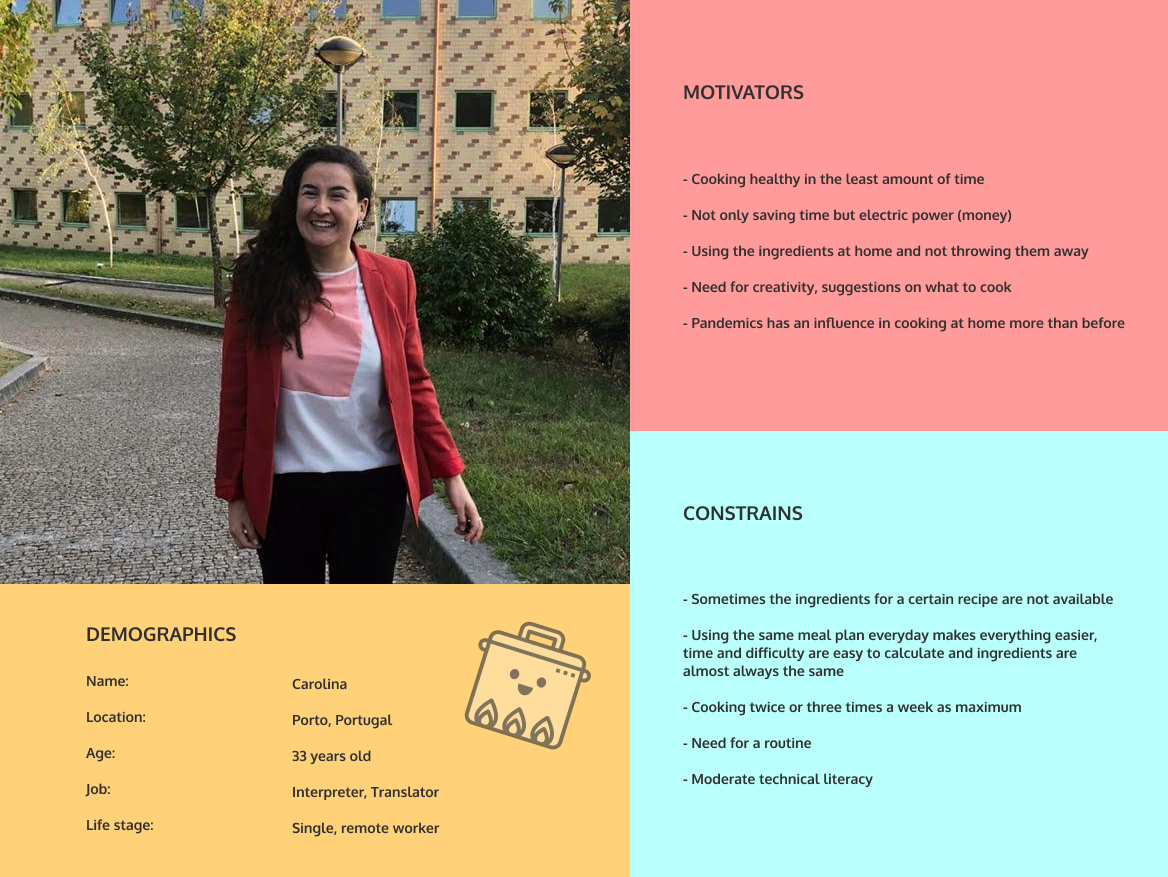 MOTIVATORS
- Cooking healthy in the least amount of time
- Not only saving time but electric power (money)
- Using the ingredients at home and not throwing them away
- Need for creativity, suggestions on what to cook
- Pandemics has an influence in cooking at home more than before
CONSTRAINS
- Sometimes the ingredients for a certain recipe are not available
- Using the same meal plan everyday makes everything easier,
time and difficulty are easy to calculate and ingredients are
almost always the same
- Cooking twice or three times a week as maximum
- Need for a routine
- Moderate technical literacy
DEMOGRAPHICS
Name: Carolina
Location: Porto, Portugal
Age: 33 years old
Job: Interpreter, Translator
Life stage: Single, remote worker